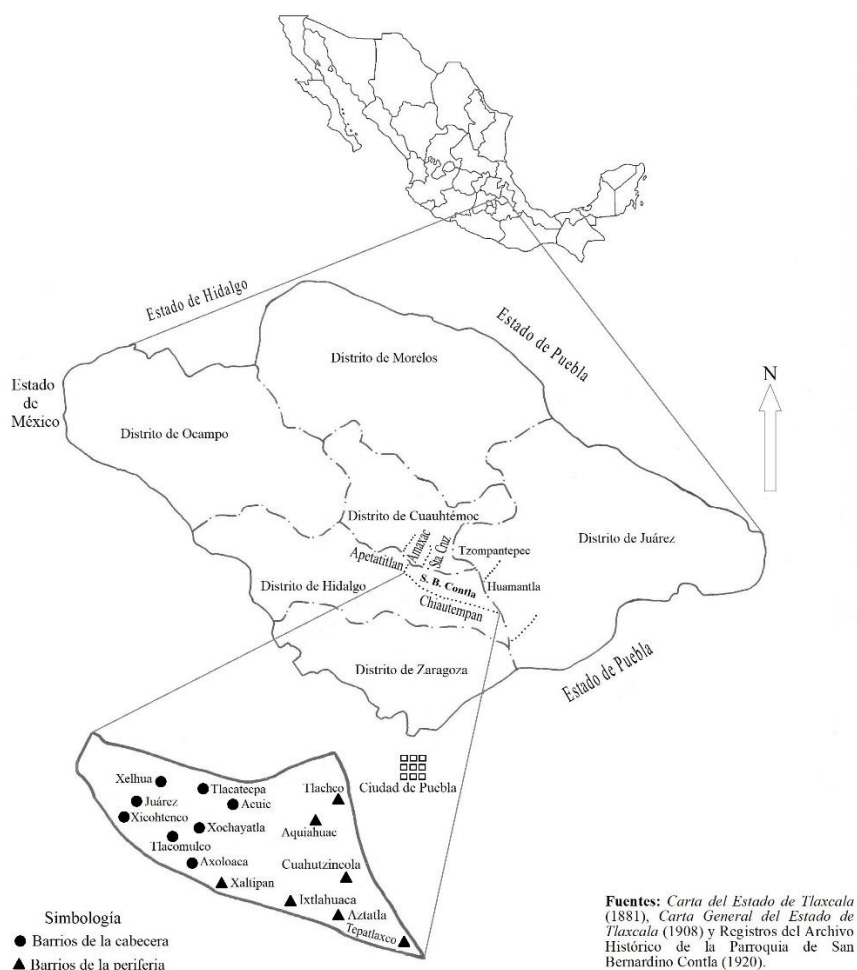 Estado de Hidalgo
Estado de Puebla
N
Estado
de
México
Distrito de Morelos
Distrito de Ocampo
Distrito de Cuauhtémoc
Distrito de Juárez
Amaxac
Sta. Cruz
Tzompantepec
Apetatitlan
Distrito de Hidalgo
S. B. Contla
Huamantla
Chiautempan
Distrito de Zaragoza
Estado de Puebla
Ciudad de Puebla
Xelhua
Tlacatecpa
Tlachco
Juárez
Acuic
Xicohtenco
Xochayatla
Aquiahuac
Tlacomulco
Axoloaca
Cuahutzincola
Xaltipan
Ixtlahuaca
Aztatla
Tepatlaxco
Simbología
Barrios de la cabecera
Barrios de la periferia
Fuentes: Carta del Estado de Tlaxcala
(1881), Carta General del Estado de
Tlaxcala (1908) y Registros del Archivo
Histórico de la Parroquia de San
Bernardino Contla (1920).